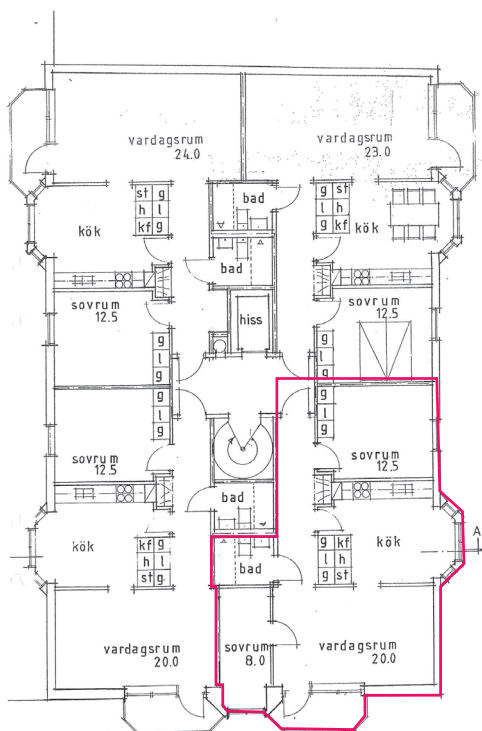 vardagsrum
24.0
vardagsrum
23.0
st g
h l
kf g
kök
bad
g st
l h
g kf
kök
bad
sovrum
12.5
hiss
sovrum
12.5
g
l
g
g
l
g
g
l
g
g
l
g
sovrum
12.5
sovrum
12.5
bad
kök
kf g
h l
st g
bad
g kf
l h
g st
kök
A
vardagsrum
20.0
sovrum
8.0
vardagsrum
20.0